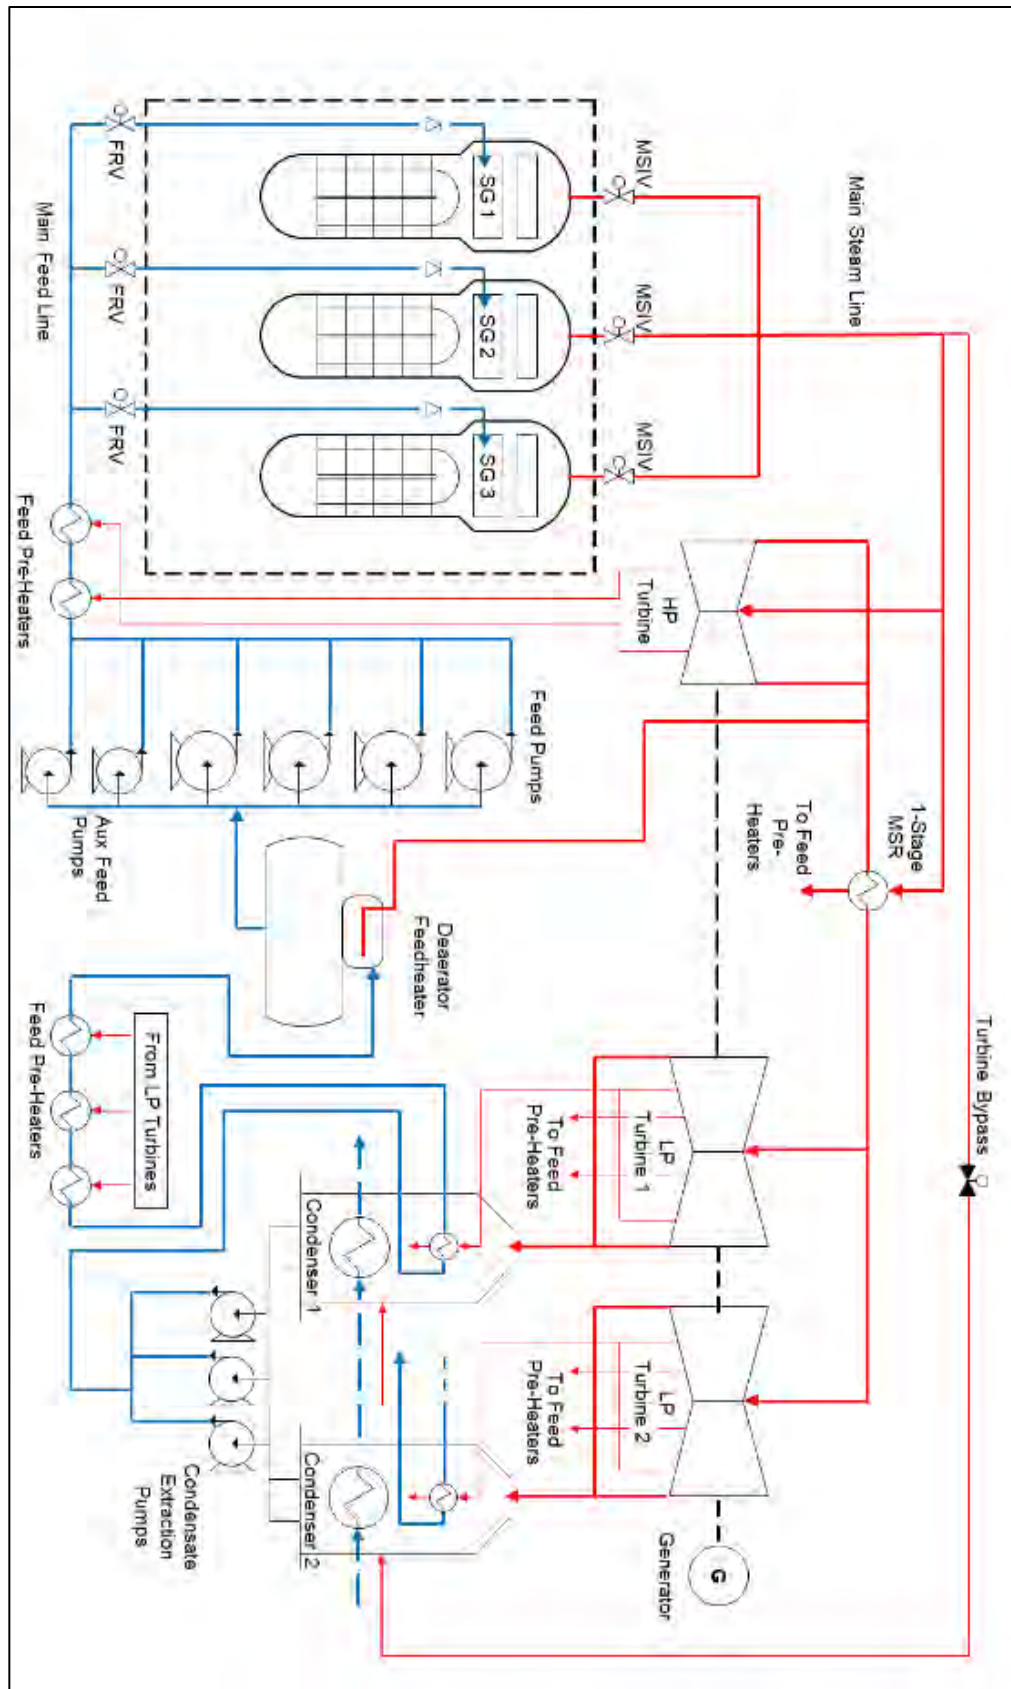 Main Steam Line
Turbine Bypass
MSIV
MSIV
MSIV
SG 1
SG 2
SG 3
FRV
FRV
FRV
Main Feed Line
Feed Pre-Heaters
HP
Turbine
1-Stage
MSR
To Feed
Pre-
Heaters
Feed Pumps
Aux Feed
Pumps
Deaerator
Feedheater
From LP Turbines
Feed Pre-Heaters
LP
Turbine 1
To Feed
Pre-Heaters
LP
Turbine 2
To Feed
Pre-Heaters
Generator
G
Condenser 1
Condenser 2
Condensate
Extraction
Pumps